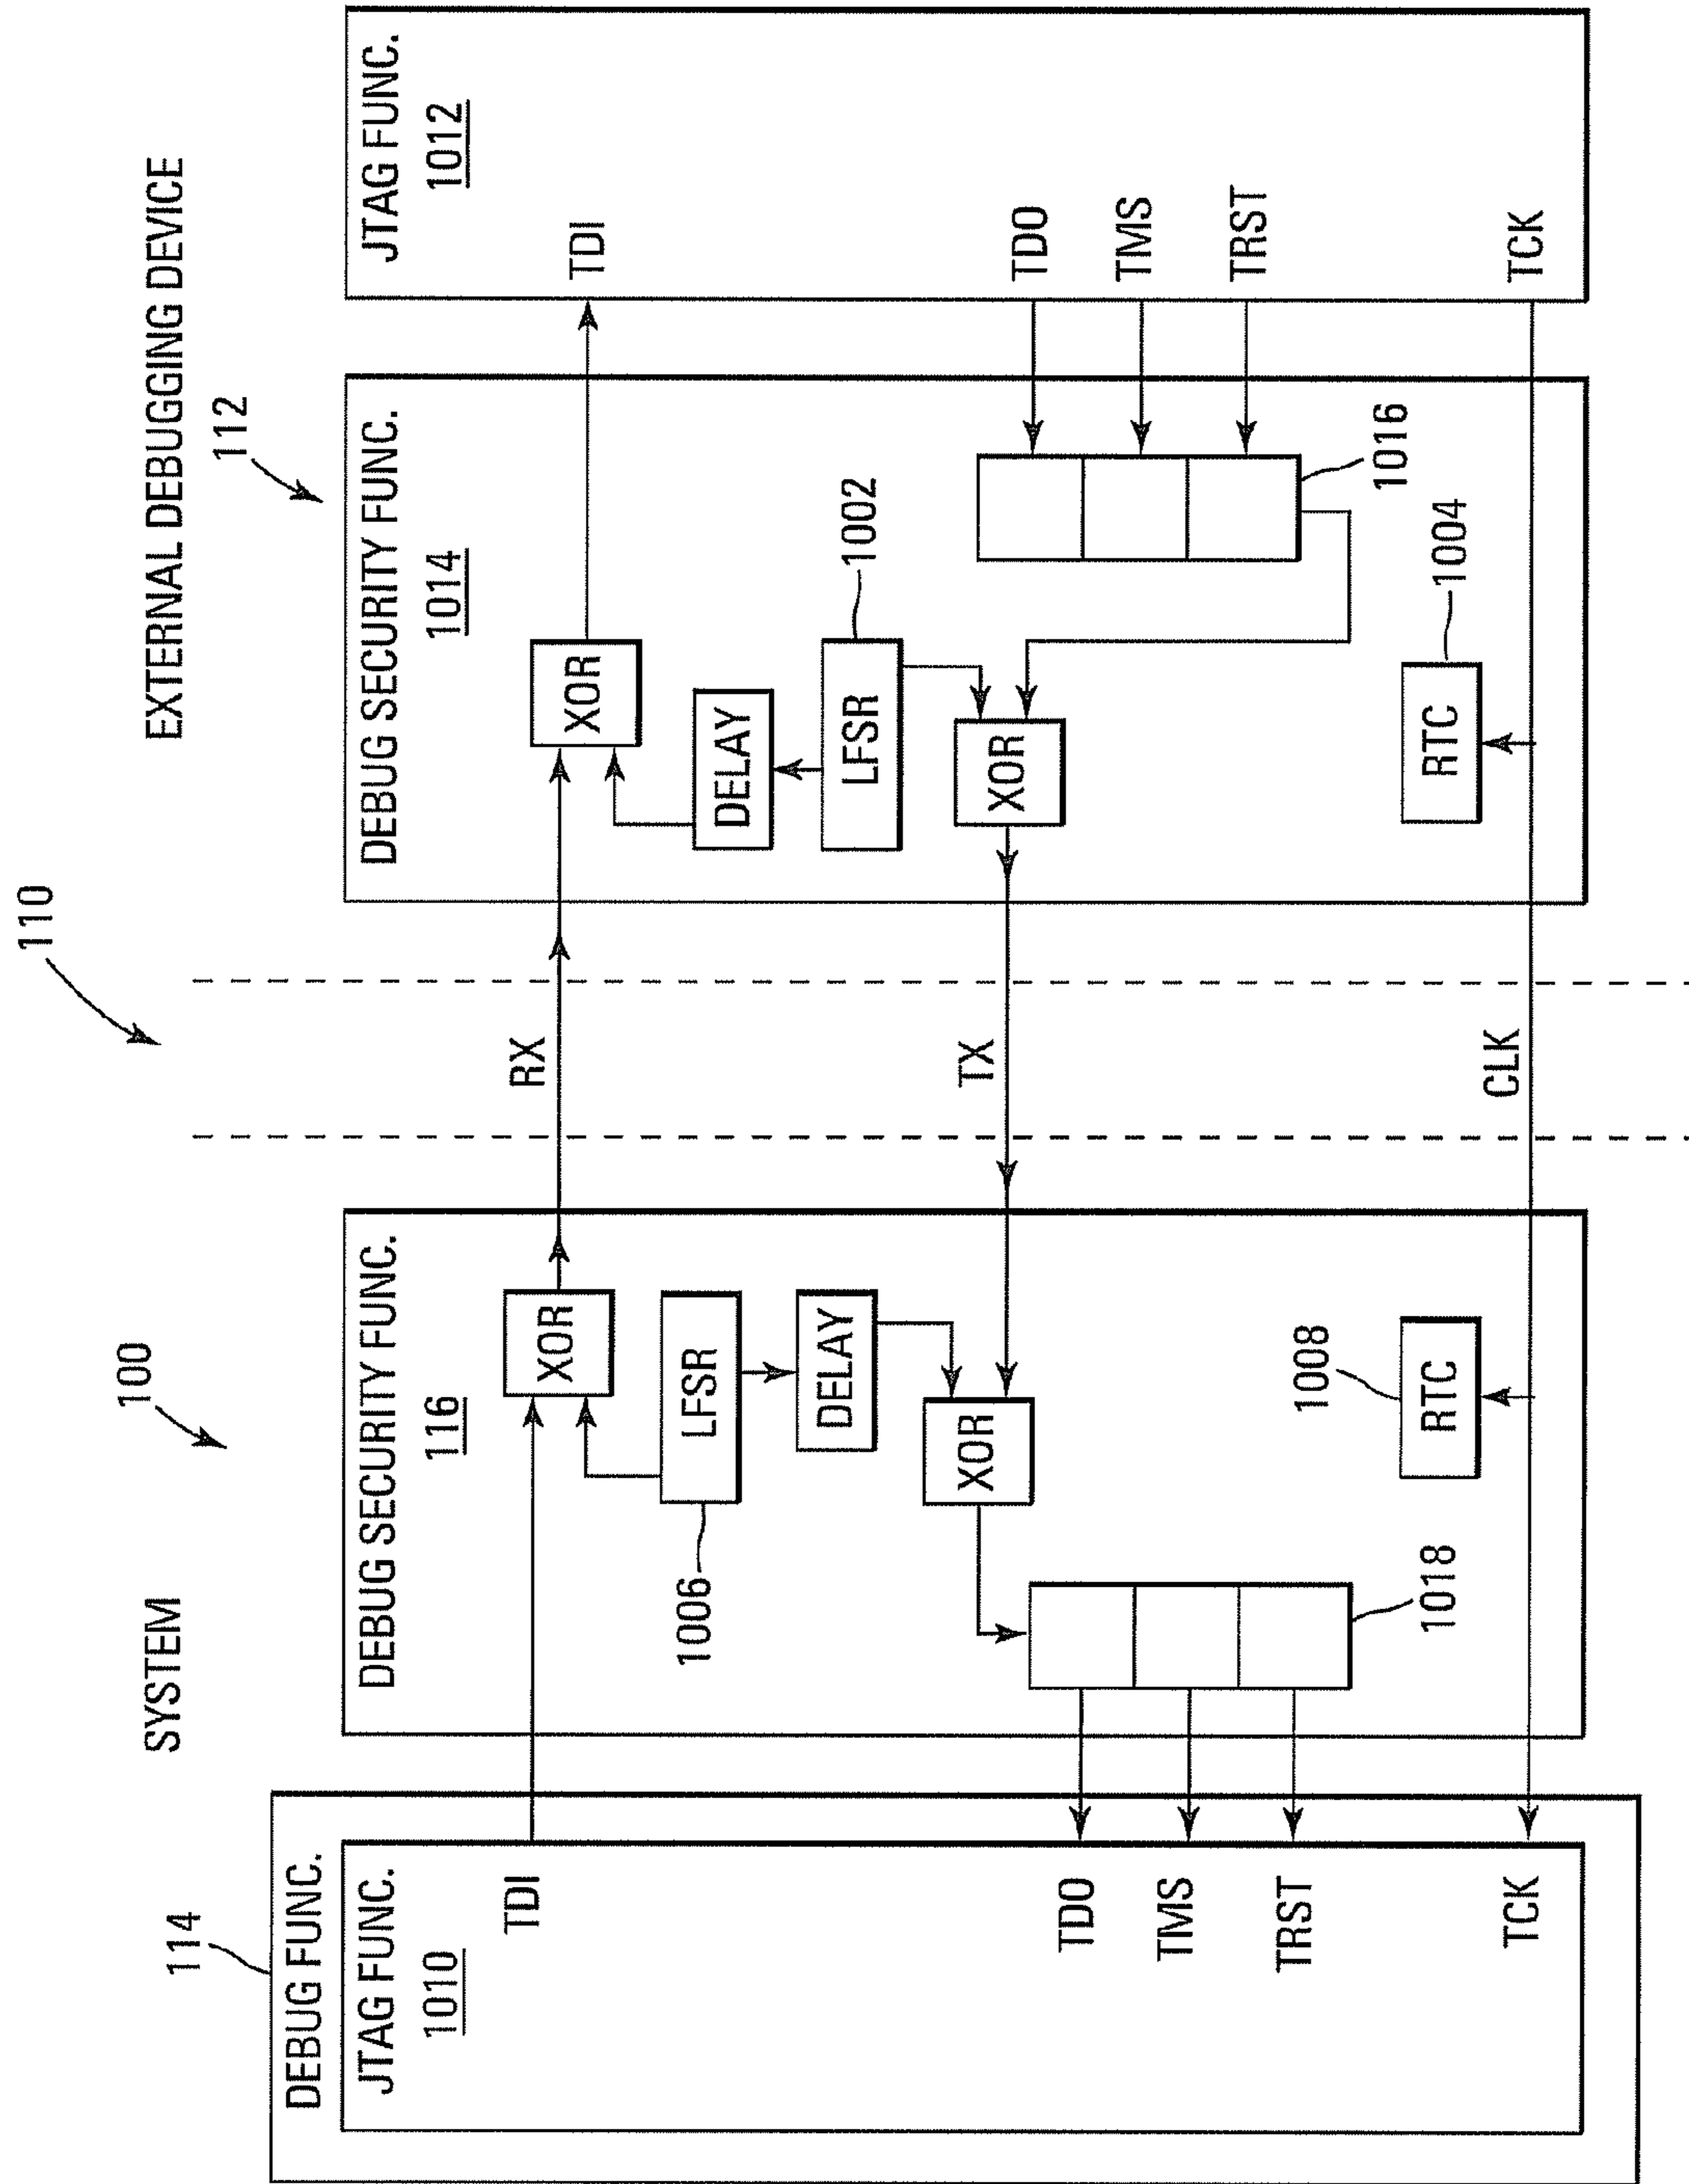 110
SYSTEM
100
EXTERNAL DEBUGGING DEVICE
112
114
DEBUG FUNC.
JTAG FUNC.
1010
TDI
TDO
TMS
TRST
TCK
DEBUG SECURITY FUNC.
116
XOR
LFSR
1006
DELAY
XOR
1018
RTC
1008
RX
TX
CLK
DEBUG SECURITY FUNC.
1014
XOR
DELAY
LFSR
1002
XOR
1016
RTC
1004
JTAG FUNC.
1012
TDI
TDO
TMS
TRST
TCK